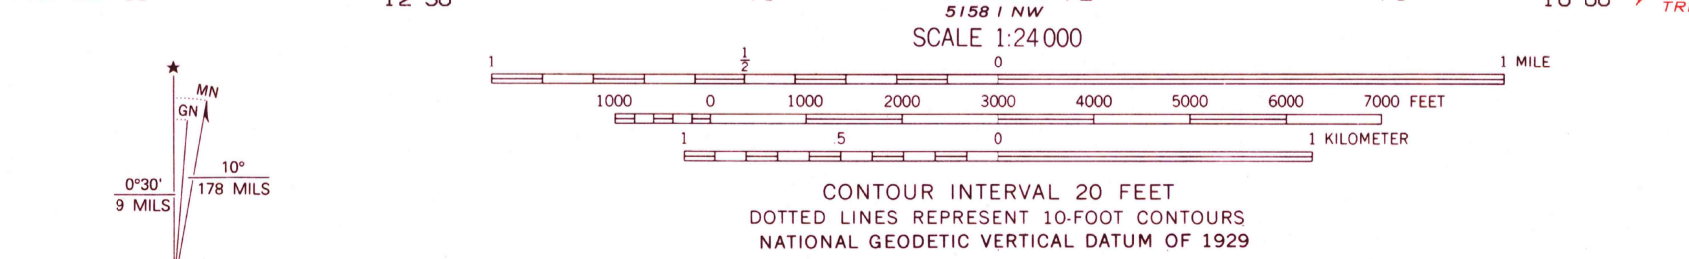 5158 I NW
SCALE 1:24 000
1 1/2 0 1 MILE
1000 0 1000 2000 3000 4000 5000 6000 7000 FEET
1 .5 0 1 KILOMETER
CONTOUR INTERVAL 20 FEET
DOTTED LINES REPRESENT 10-FOOT CONTOURS
NATIONAL GEODETIC VERTICAL DATUM OF 1929
★
MN
GN
10°
178 MILS
0°30'
9 MILS